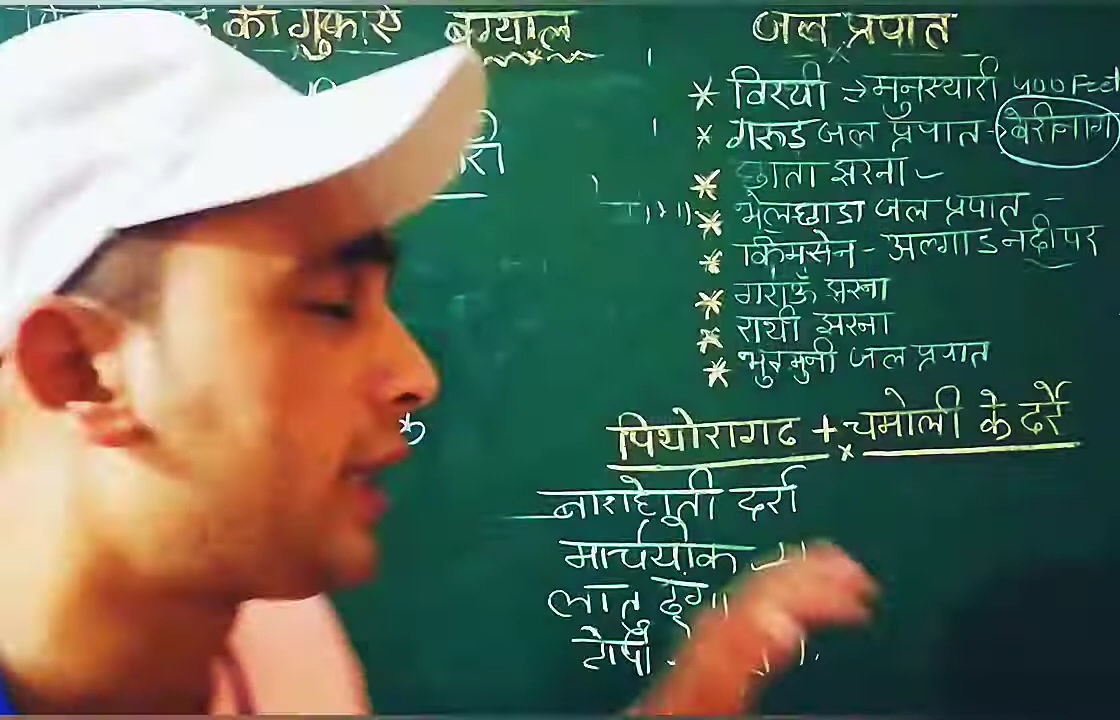 की गुफाएं
बुग्याल
जल प्रपात
* विरथी → मुनस्यारी 400 Feet
* गरूड जल प्रपात → बेरीनाग
* छाता झरना
* भेलछाडा जल प्रपात -
* किमसेन - अलगाड नदी पर
* गराऊँ झरना
* राथी झरना
* भुरमुनी जल प्रपात
पिथोरागढ + चमोली के दर्रे
बाराहोती दर्रा
मार्चयोक
लातु
टोपी